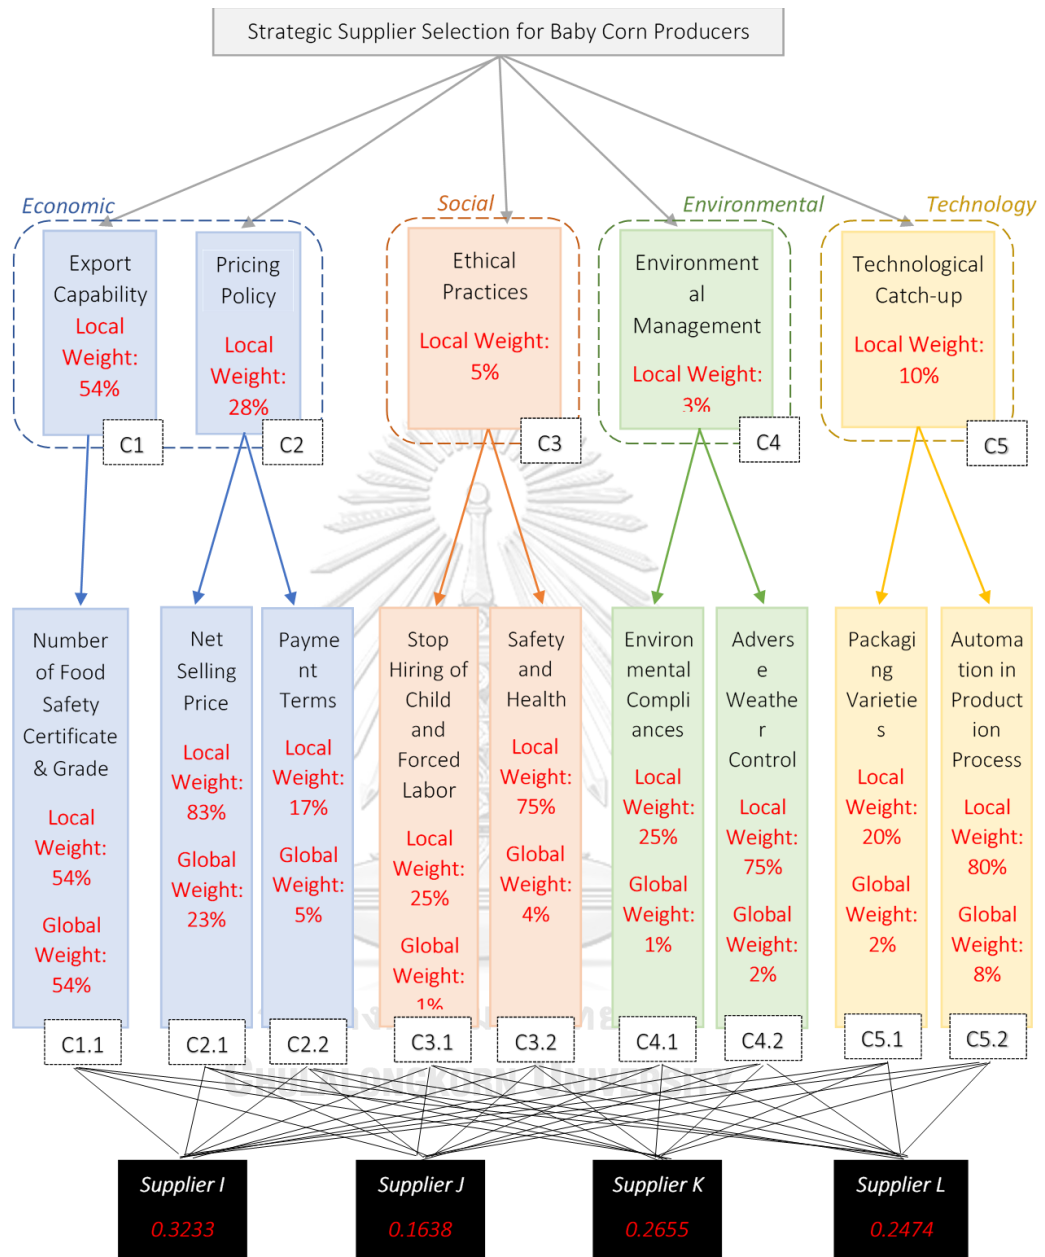 Strategic Supplier Selection for Baby Corn Producers
Economic
Social
Environmental
Technology
Export
Capability
Local
Weight:
54%
C1
Pricing
Policy
Local
Weight:
28%
C2
Ethical
Practices
Local Weight:
5%
C3
Environment
al
Management
Local Weight:
3%
C4
Technological
Catch-up
Local Weight:
10%
C5
Number
of Food
Safety
Certificate
& Grade
Local
Weight:
54%
Global
Weight:
54%
C1.1
Net
Selling
Price
Local
Weight:
83%
Global
Weight:
23%
C2.1
Payme
nt
Terms
Local
Weight:
17%
Global
Weight:
5%
C2.2
Stop
Hiring of
Child
and
Forced
Labor
Local
Weight:
25%
Global
Weight:
1%
C3.1
Safety
and
Health
Local
Weight:
75%
Global
Weight:
4%
C3.2
Environ
mental
Compli
ances
Local
Weight:
25%
Global
Weight:
1%
C4.1
Advers
e
Weathe
r
Control
Local
Weight:
75%
Global
Weight:
2%
C4.2
Packagi
ng
Varietie
s
Local
Weight:
20%
Global
Weight:
2%
C5.1
Automa
tion in
Product
ion
Process
Local
Weight:
80%
Global
Weight:
8%
C5.2
CHULALONGKORN UNIVERSITY
Supplier I
0.3233
Supplier J
0.1638
Supplier K
0.2655
Supplier L
0.2474